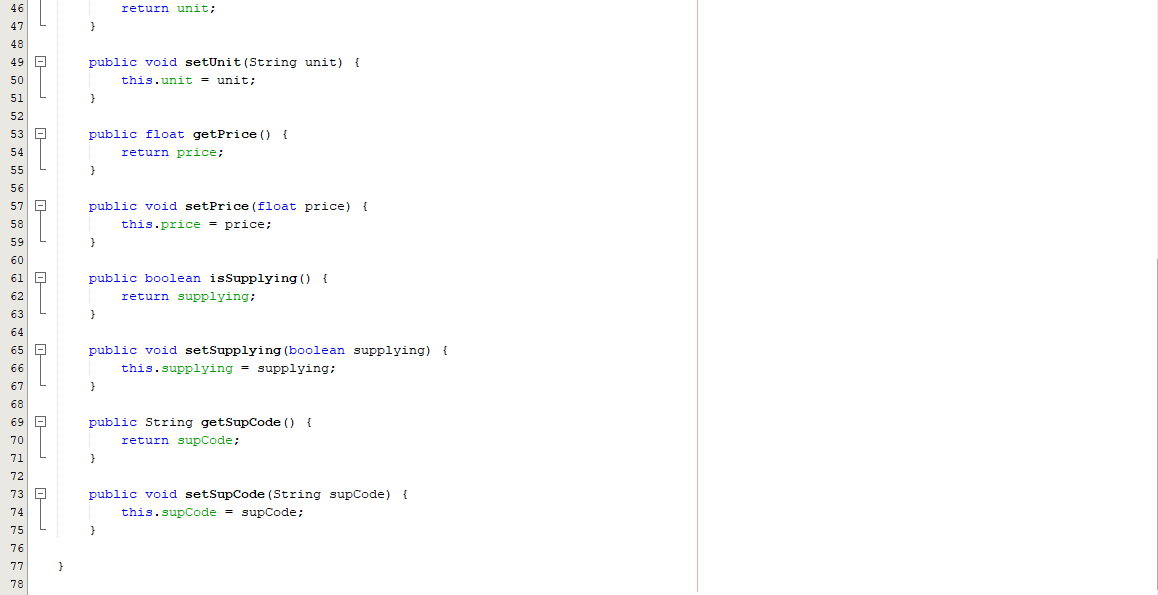 46 return unit;
47 }
48
49 public void setUnit(String unit) {
50 this.unit = unit;
51 }
52
53 public float getPrice() {
54 return price;
55 }
56
57 public void setPrice(float price) {
58 this.price = price;
59 }
60
61 public boolean isSupplying() {
62 return supplying;
63 }
64
65 public void setSupplying(boolean supplying) {
66 this.supplying = supplying;
67 }
68
69 public String getSupCode() {
70 return supCode;
71 }
72
73 public void setSupCode(String supCode) {
74 this.supCode = supCode;
75 }
76
77 }
78